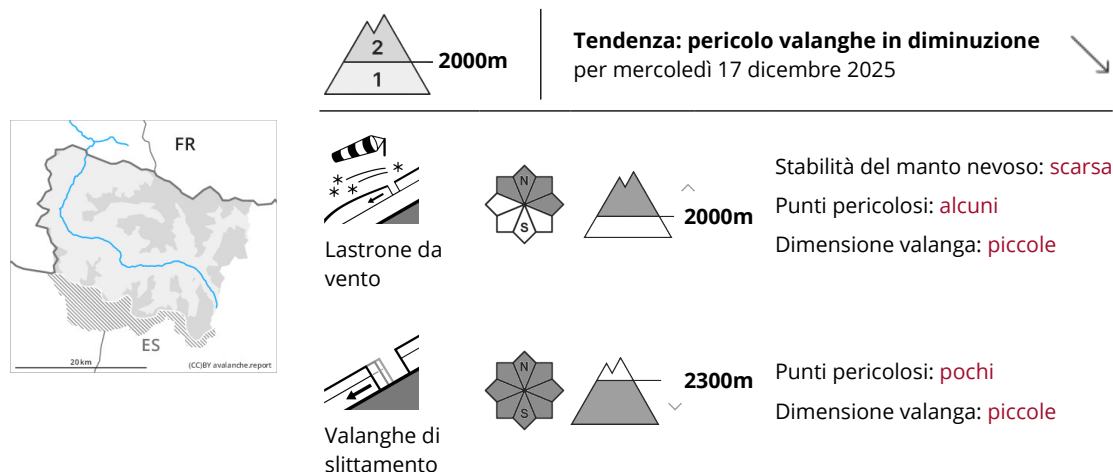 2
1
2000m
Tendenza: pericolo valanghe in diminuzione
per mercoledì 17 dicembre 2025
FR
ES
20 km
(CC)BY avalanche.report
Lastrone da
vento
N
S
2000m
Stabilità del manto nevoso: scarsa
Punti pericolosi: alcuni
Dimensione valanga: piccole
Valanghe di
slittamento
N
S
2300m
Punti pericolosi: pochi
Dimensione valanga: piccole